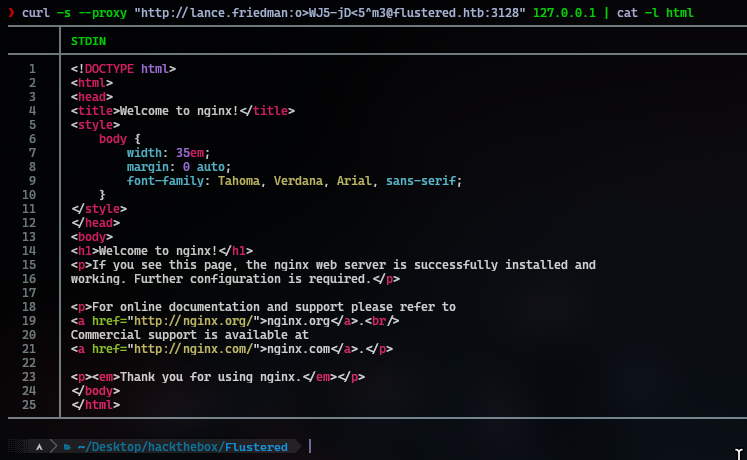 ❯ curl -s --proxy "http://lance.friedman:o>WJ5-jD<5^m3@flustered.htb:3128" 127.0.0.1 | cat -l html
STDIN
1 <!DOCTYPE html>
2 <html>
3 <head>
4 <title>Welcome to nginx!</title>
5 <style>
6     body {
7         width: 35em;
8         margin: 0 auto;
9         font-family: Tahoma, Verdana, Arial, sans-serif;
10     }
11 </style>
12 </head>
13 <body>
14 <h1>Welcome to nginx!</h1>
15 <p>If you see this page, the nginx web server is successfully installed and
16 working. Further configuration is required.</p>
17
18 <p>For online documentation and support please refer to
19 <a href="http://nginx.org/">nginx.org</a>.<br/>
20 Commercial support is available at
21 <a href="http://nginx.com/">nginx.com</a>.</p>
22
23 <p><em>Thank you for using nginx.</em></p>
24 </body>
25 </html>
~/Desktop/hackthebox/Flustered